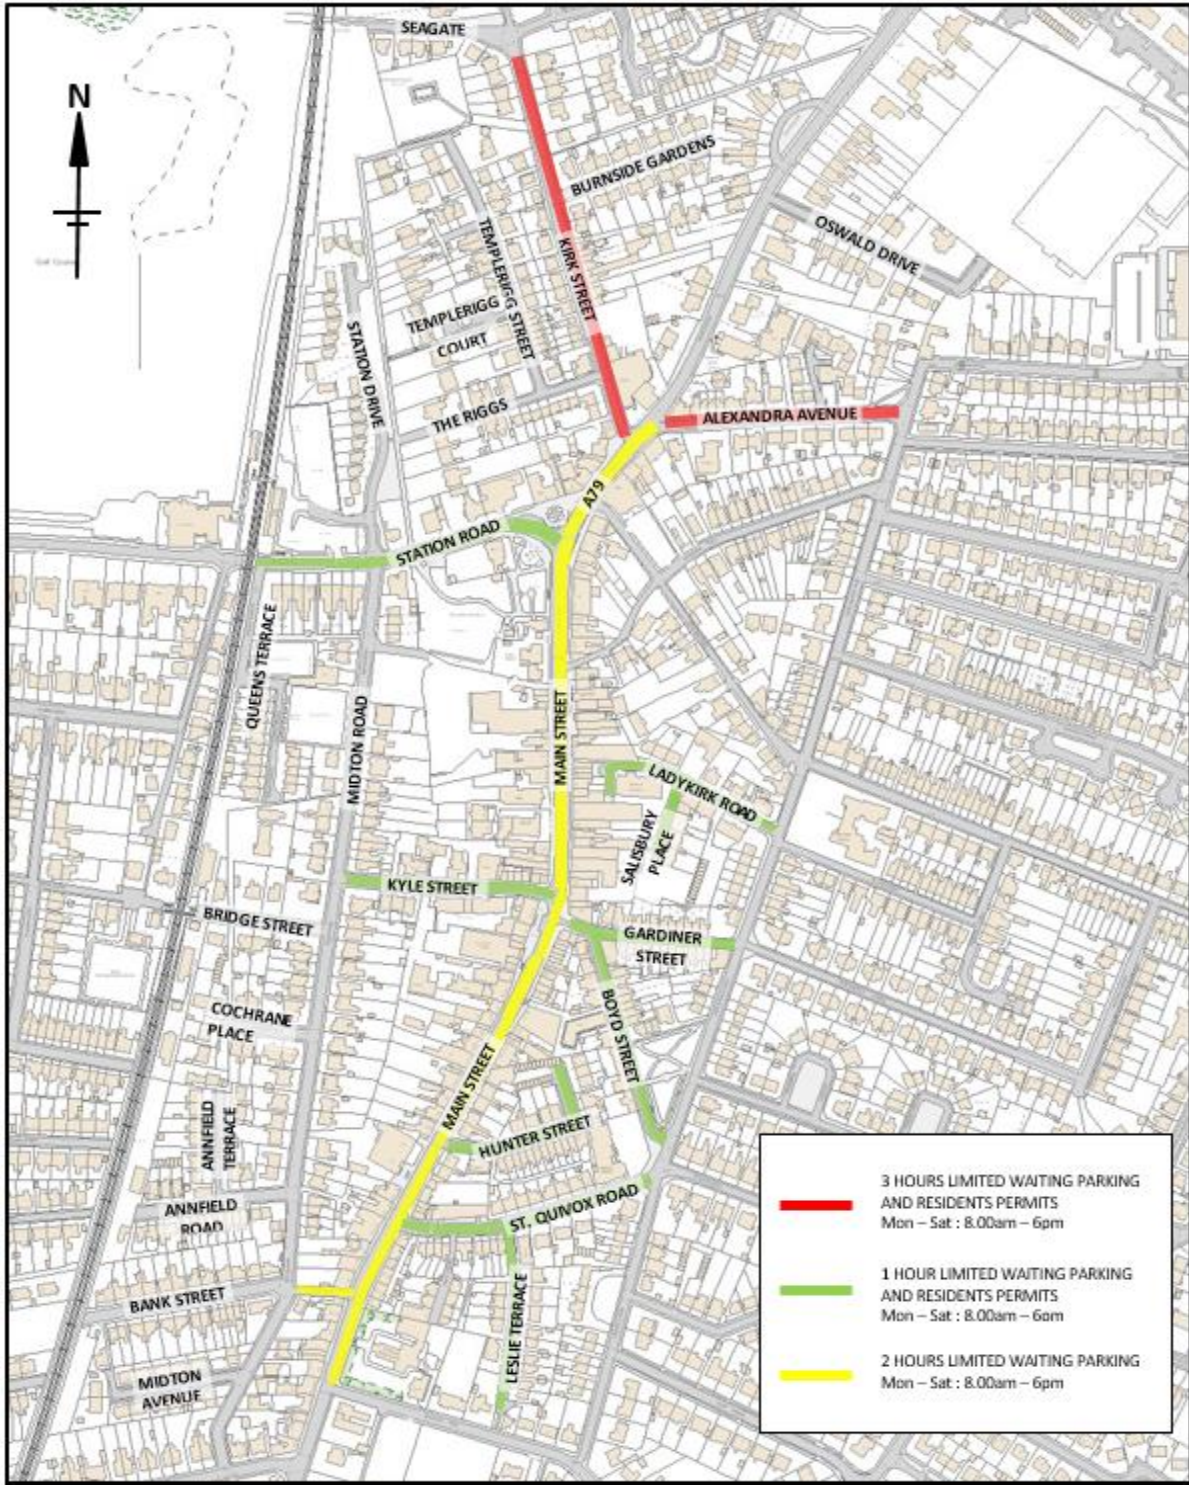 SEAGATE
N
BURNSIDE GARDENS
OSWALD DRIVE
KIRK STREET
TEMPLERIGG STREET
TEMPLERIGG
COURT
STATION DRIVE
THE RIGGS
ALEXANDRA AVENUE
A79
STATION ROAD
QUEENS TERRACE
MIDTON ROAD
MAIN STREET
LADYKIRK ROAD
SALISBURY
PLACE
KYLE STREET
BRIDGE STREET
GARDINER
STREET
BOYD STREET
COCHRANE
PLACE
MAIN STREET
ANNFIELD
TERRACE
HUNTER STREET
ANNFIELD
ROAD
ST. QUIVOX ROAD
BANK STREET
LESLIE TERRACE
MIDTON
AVENUE
3 HOURS LIMITED WAITING PARKING
AND RESIDENTS PERMITS
Mon – Sat : 8.00am – 6pm
1 HOUR LIMITED WAITING PARKING
AND RESIDENTS PERMITS
Mon – Sat : 8.00am – 6pm
2 HOURS LIMITED WAITING PARKING
Mon – Sat : 8.00am – 6pm